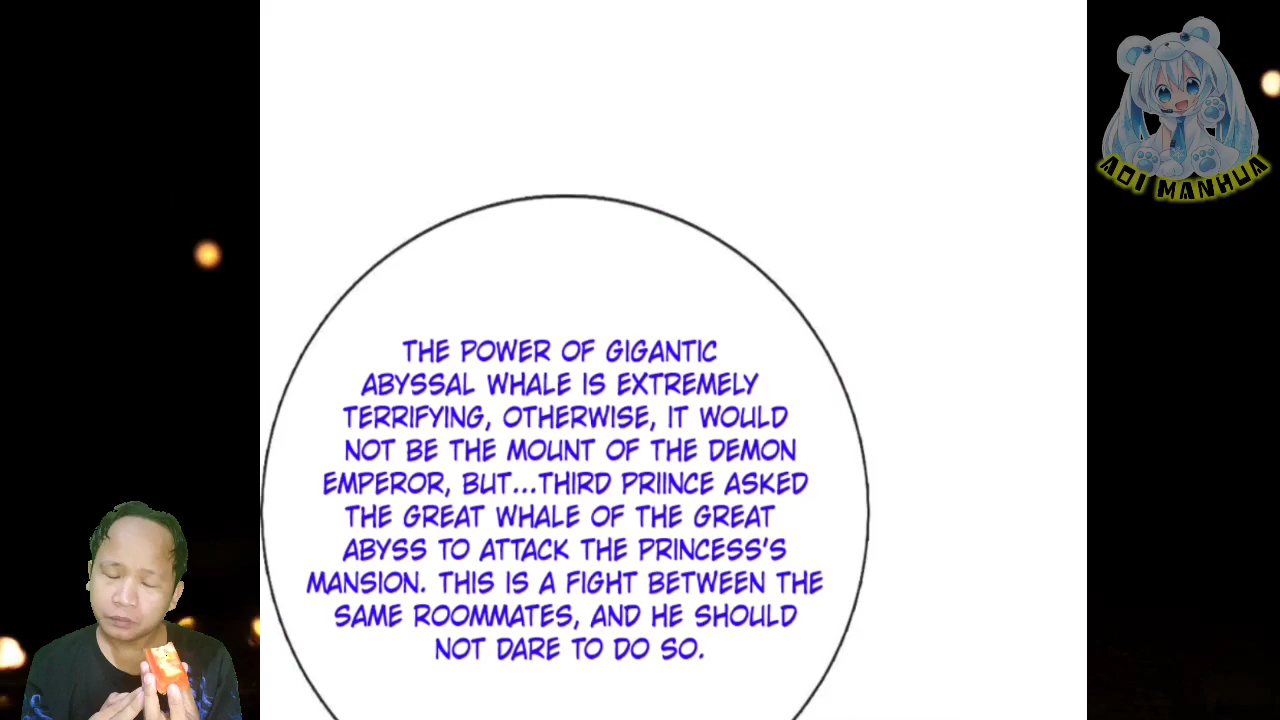 AOI MANHUA
THE POWER OF GIGANTIC
ABYSSAL WHALE IS EXTREMELY
TERRIFYING, OTHERWISE, IT WOULD
NOT BE THE MOUNT OF THE DEMON
EMPEROR, BUT...THIRD PRIINCE ASKED
THE GREAT WHALE OF THE GREAT
ABYSS TO ATTACK THE PRINCESS'S
MANSION. THIS IS A FIGHT BETWEEN THE
SAME ROOMMATES, AND HE SHOULD
NOT DARE TO DO SO.